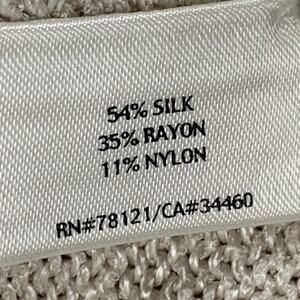 54% SILK
35% RAYON
11% NYLON
RN#78121/CA#34460